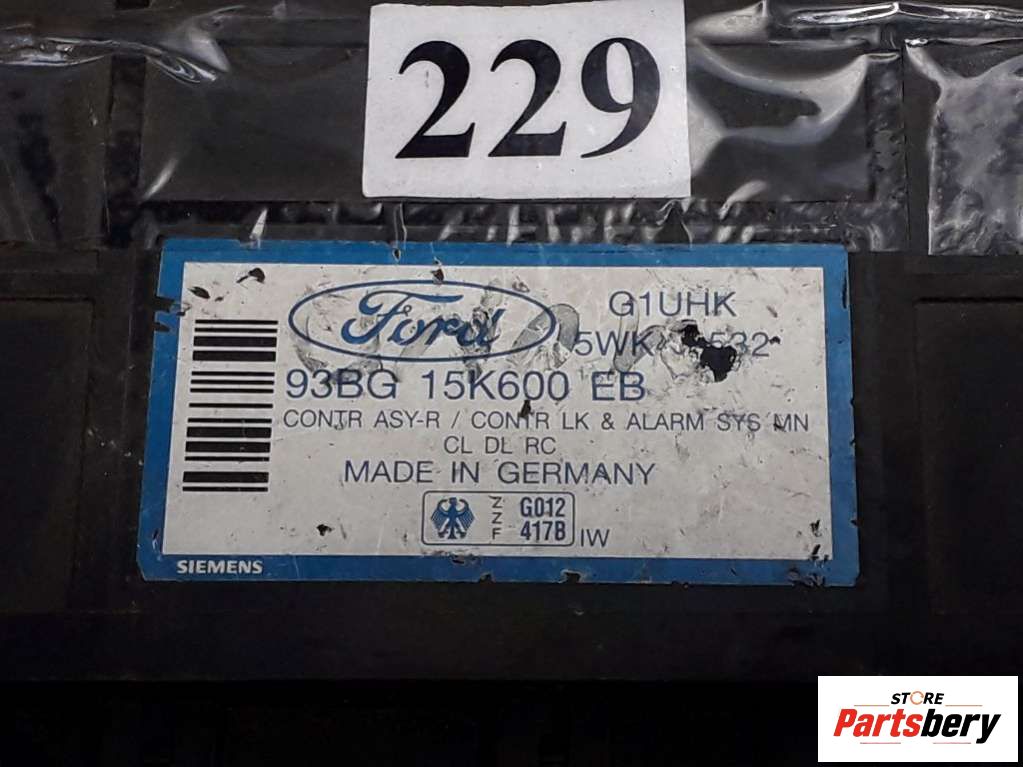 229
Ford
G1UHK
93BG 15K600 EB
CONTR ASY-R / CONTR LK & ALARM SYS MN
CL DL RC
MADE IN GERMANY
ZZF
G012
417B
IW
SIEMENS
STORE
Partsbery